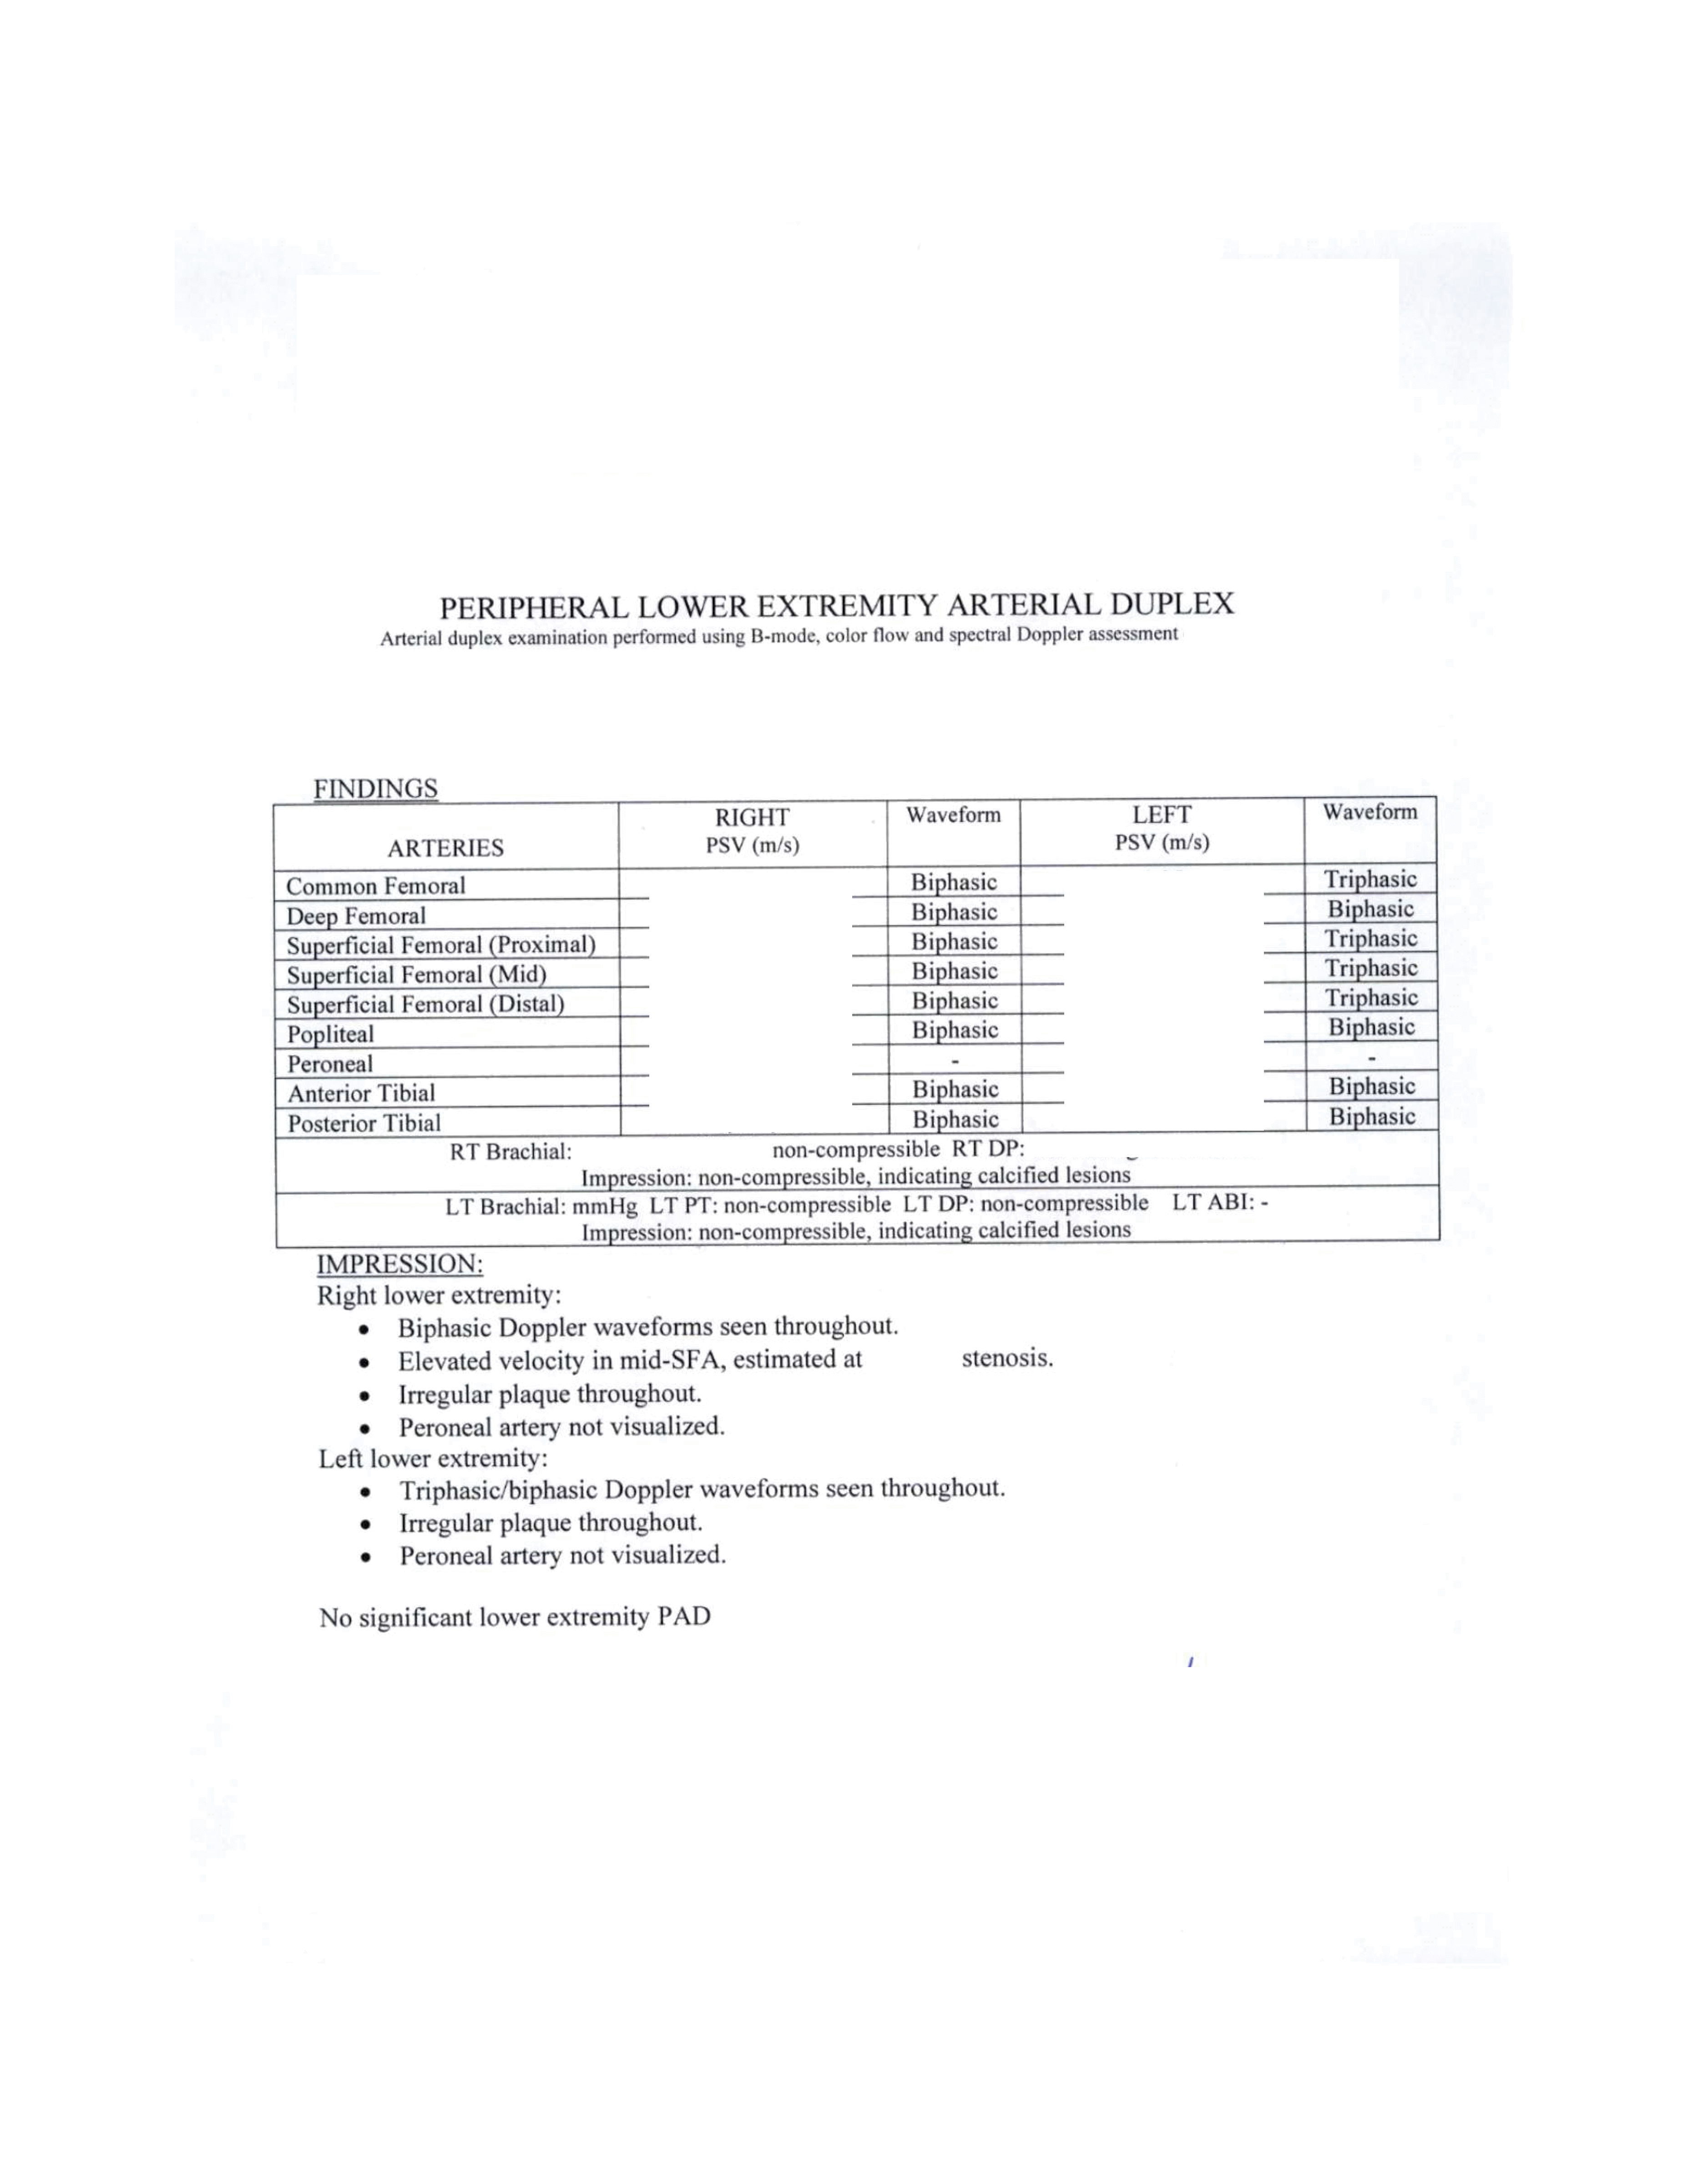 PERIPHERAL LOWER EXTREMITY ARTERIAL DUPLEX
Arterial duplex examination performed using B-mode, color flow and spectral Doppler assessment
FINDINGS
ARTERIES RIGHT PSV (m/s) Waveform LEFT PSV (m/s) Waveform
Common Femoral Biphasic Triphasic
Deep Femoral Biphasic Biphasic
Superficial Femoral (Proximal) Biphasic Triphasic
Superficial Femoral (Mid) Biphasic Triphasic
Superficial Femoral (Distal) Biphasic Triphasic
Popliteal Biphasic Biphasic
Peroneal - -
Anterior Tibial Biphasic Biphasic
Posterior Tibial Biphasic Biphasic
RT Brachial: non-compressible RT DP:
Impression: non-compressible, indicating calcified lesions
LT Brachial: mmHg LT PT: non-compressible LT DP: non-compressible LT ABI: -
Impression: non-compressible, indicating calcified lesions
IMPRESSION:
Right lower extremity:
• Biphasic Doppler waveforms seen throughout.
• Elevated velocity in mid-SFA, estimated at stenosis.
• Irregular plaque throughout.
• Peroneal artery not visualized.
Left lower extremity:
• Triphasic/biphasic Doppler waveforms seen throughout.
• Irregular plaque throughout.
• Peroneal artery not visualized.
No significant lower extremity PAD